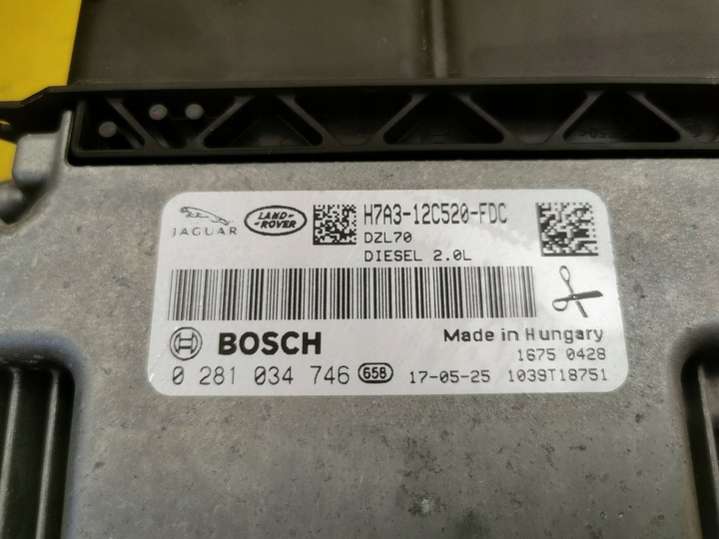 JAGUAR
LAND-
ROVER
H7A3-12C520-FDC
DZL70
DIESEL 2.0L
BOSCH
Made in Hungary
1675 0428
0 281 034 746 658 17-05-25 1039T18751